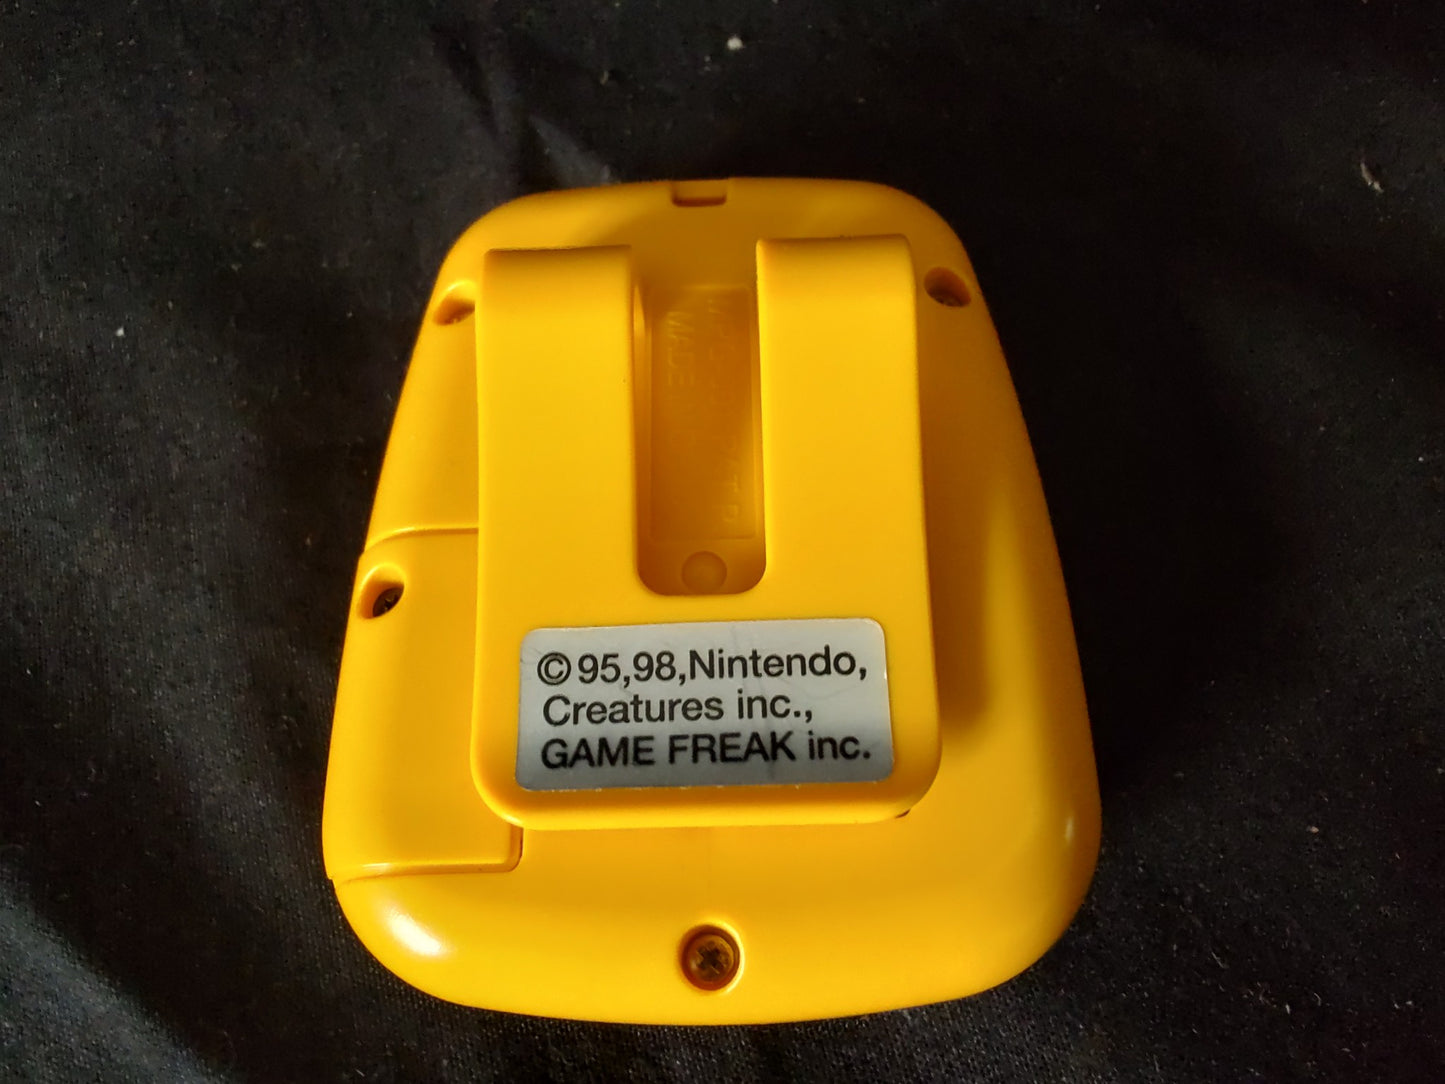 © 95,98,Nintendo,
Creatures inc.,
GAME FREAK inc.